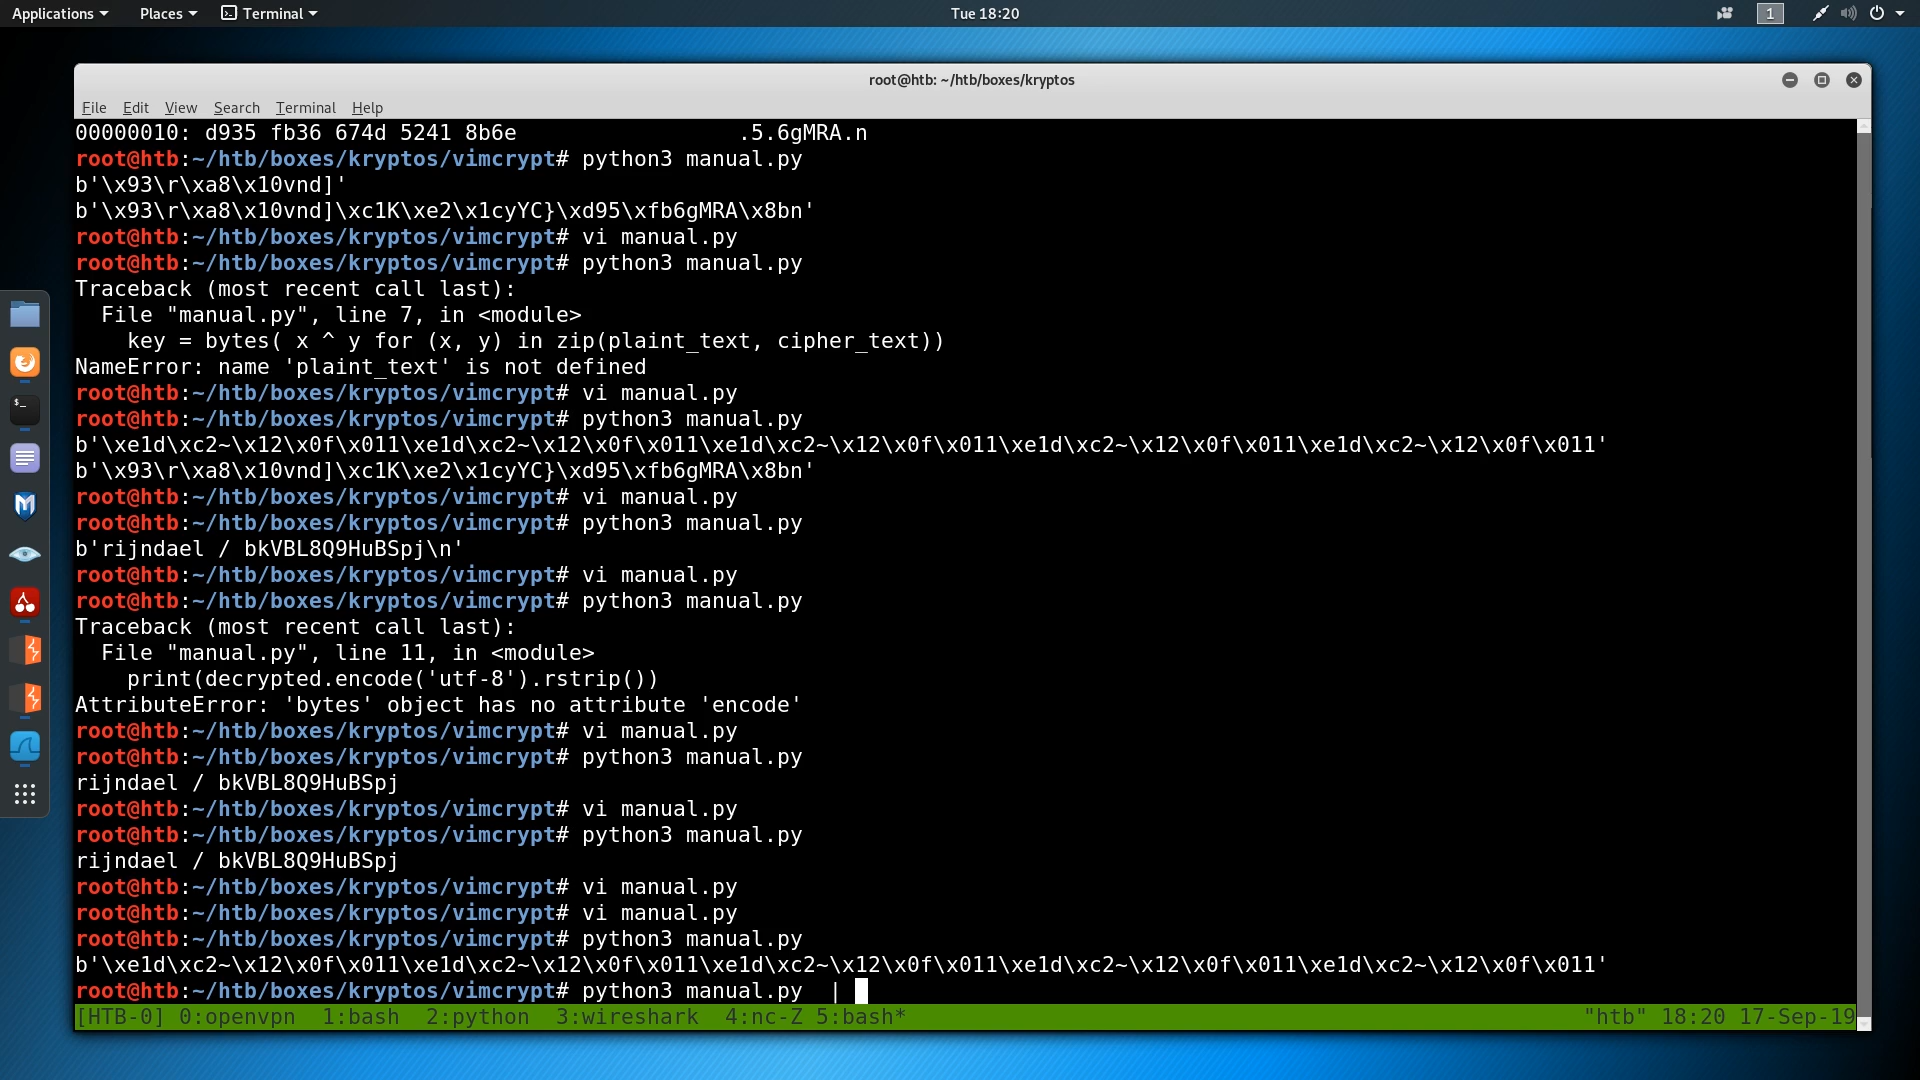 Applications Places Terminal Tue 18:20 1
root@htb: ~/htb/boxes/kryptos
File Edit View Search Terminal Help
00000010: d935 fb36 674d 5241 8b6e                 .5.6gMRA.n
root@htb:~/htb/boxes/kryptos/vimcrypt# python3 manual.py
b'\x93\r\xa8\x10vnd]'
b'\x93\r\xa8\x10vnd]\xc1K\xe2\x1cyYC}\xd95\xfb6gMRA\x8bn'
root@htb:~/htb/boxes/kryptos/vimcrypt# vi manual.py
root@htb:~/htb/boxes/kryptos/vimcrypt# python3 manual.py
Traceback (most recent call last):
  File "manual.py", line 7, in <module>
    key = bytes( x ^ y for (x, y) in zip(plaint_text, cipher_text))
NameError: name 'plaint_text' is not defined
root@htb:~/htb/boxes/kryptos/vimcrypt# vi manual.py
root@htb:~/htb/boxes/kryptos/vimcrypt# python3 manual.py
b'\xe1d\xc2~\x12\x0f\x011\xe1d\xc2~\x12\x0f\x011\xe1d\xc2~\x12\x0f\x011\xe1d\xc2~\x12\x0f\x011\xe1d\xc2~\x12\x0f\x011'
b'\x93\r\xa8\x10vnd]\xc1K\xe2\x1cyYC}\xd95\xfb6gMRA\x8bn'
root@htb:~/htb/boxes/kryptos/vimcrypt# vi manual.py
root@htb:~/htb/boxes/kryptos/vimcrypt# python3 manual.py
b'rijndael / bkVBL8Q9HuBSpj\n'
root@htb:~/htb/boxes/kryptos/vimcrypt# vi manual.py
root@htb:~/htb/boxes/kryptos/vimcrypt# python3 manual.py
Traceback (most recent call last):
  File "manual.py", line 11, in <module>
    print(decrypted.encode('utf-8').rstrip())
AttributeError: 'bytes' object has no attribute 'encode'
root@htb:~/htb/boxes/kryptos/vimcrypt# vi manual.py
root@htb:~/htb/boxes/kryptos/vimcrypt# python3 manual.py
rijndael / bkVBL8Q9HuBSpj
root@htb:~/htb/boxes/kryptos/vimcrypt# vi manual.py
root@htb:~/htb/boxes/kryptos/vimcrypt# python3 manual.py
rijndael / bkVBL8Q9HuBSpj
root@htb:~/htb/boxes/kryptos/vimcrypt# vi manual.py
root@htb:~/htb/boxes/kryptos/vimcrypt# vi manual.py
root@htb:~/htb/boxes/kryptos/vimcrypt# python3 manual.py
b'\xe1d\xc2~\x12\x0f\x011\xe1d\xc2~\x12\x0f\x011\xe1d\xc2~\x12\x0f\x011\xe1d\xc2~\x12\x0f\x011\xe1d\xc2~\x12\x0f\x011'
root@htb:~/htb/boxes/kryptos/vimcrypt# python3 manual.py  |
[HTB-0] 0:openvpn  1:bash  2:python  3:wireshark  4:nc-Z 5:bash* "htb" 18:20 17-Sep-19